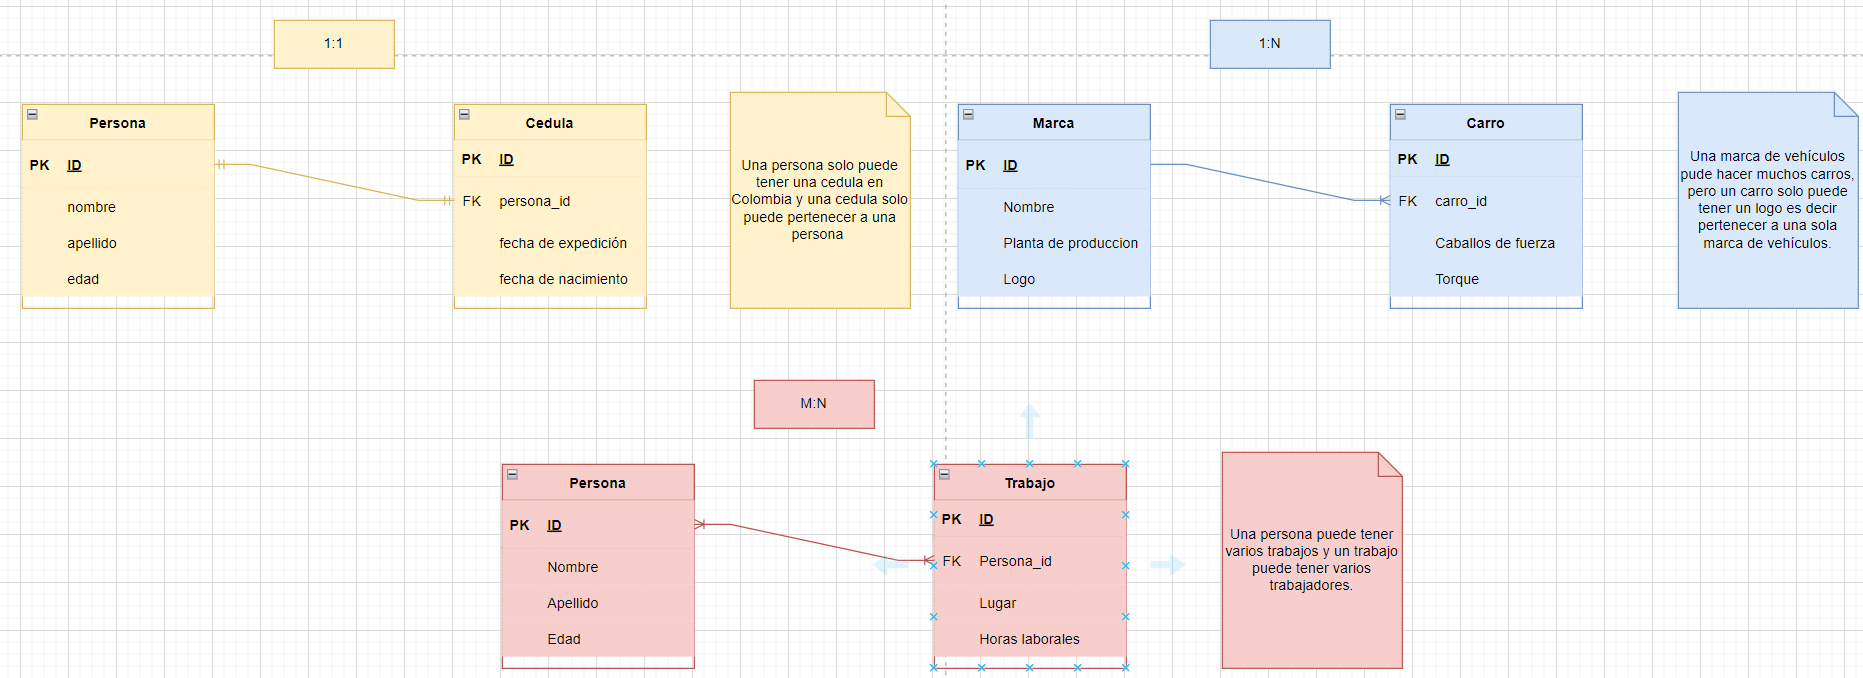 1:1
Persona
PK ID
nombre
apellido
edad
Cedula
PK ID
FK persona_id
fecha de expedición
fecha de nacimiento
Una persona solo puede
tener una cedula en
Colombia y una cedula solo
puede pertenecer a una
persona
1:N
Marca
PK ID
Nombre
Planta de produccion
Logo
Carro
PK ID
FK carro_id
Caballos de fuerza
Torque
Una marca de vehículos
pude hacer muchos carros,
pero un carro solo puede
tener un logo es decir
pertenecer a una sola
marca de vehículos.
M:N
Persona
PK ID
Nombre
Apellido
Edad
Trabajo
PK ID
FK Persona_id
Lugar
Horas laborales
Una persona puede tener
varios trabajos y un trabajo
puede tener varios
trabajadores.